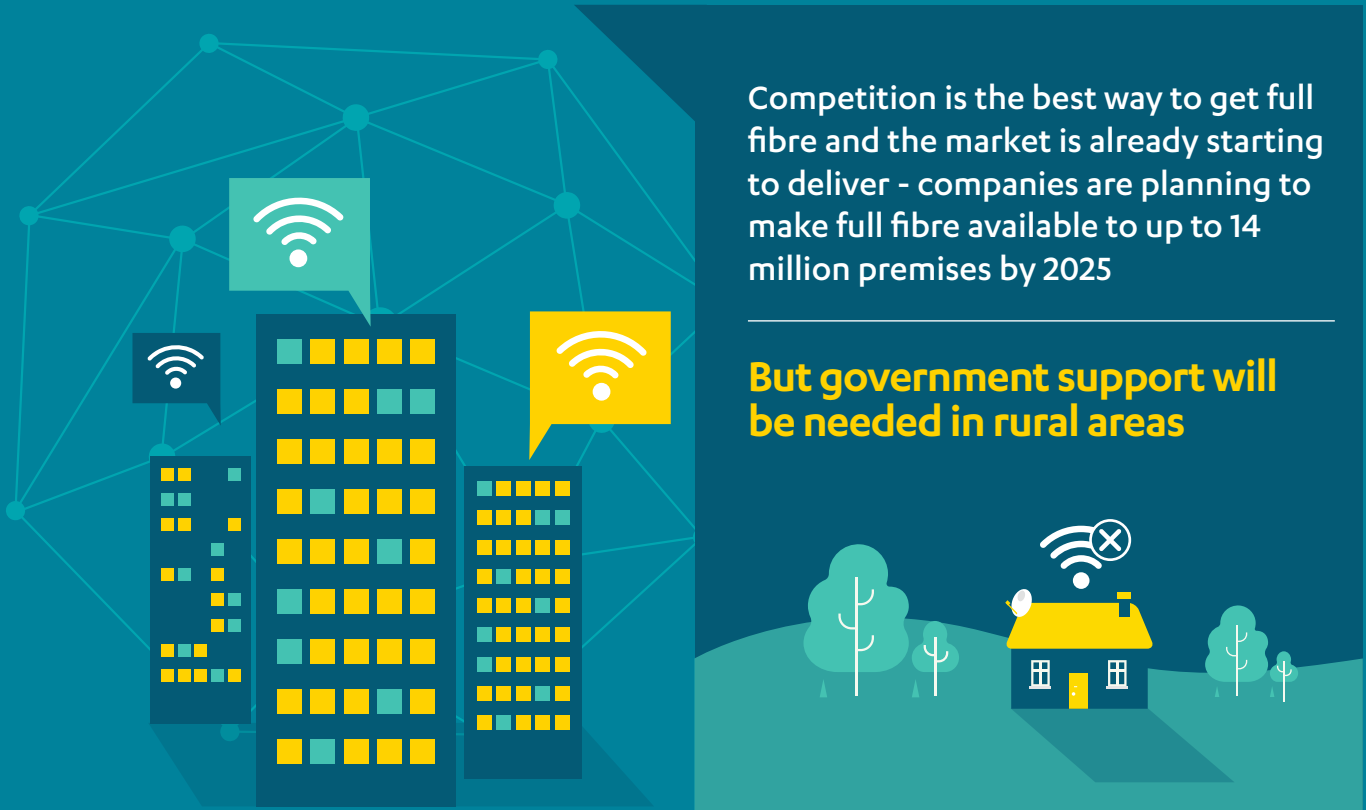 Competition is the best way to get full
fibre and the market is already starting
to deliver - companies are planning to
make full fibre available to up to 14
million premises by 2025
But government support will
be needed in rural areas